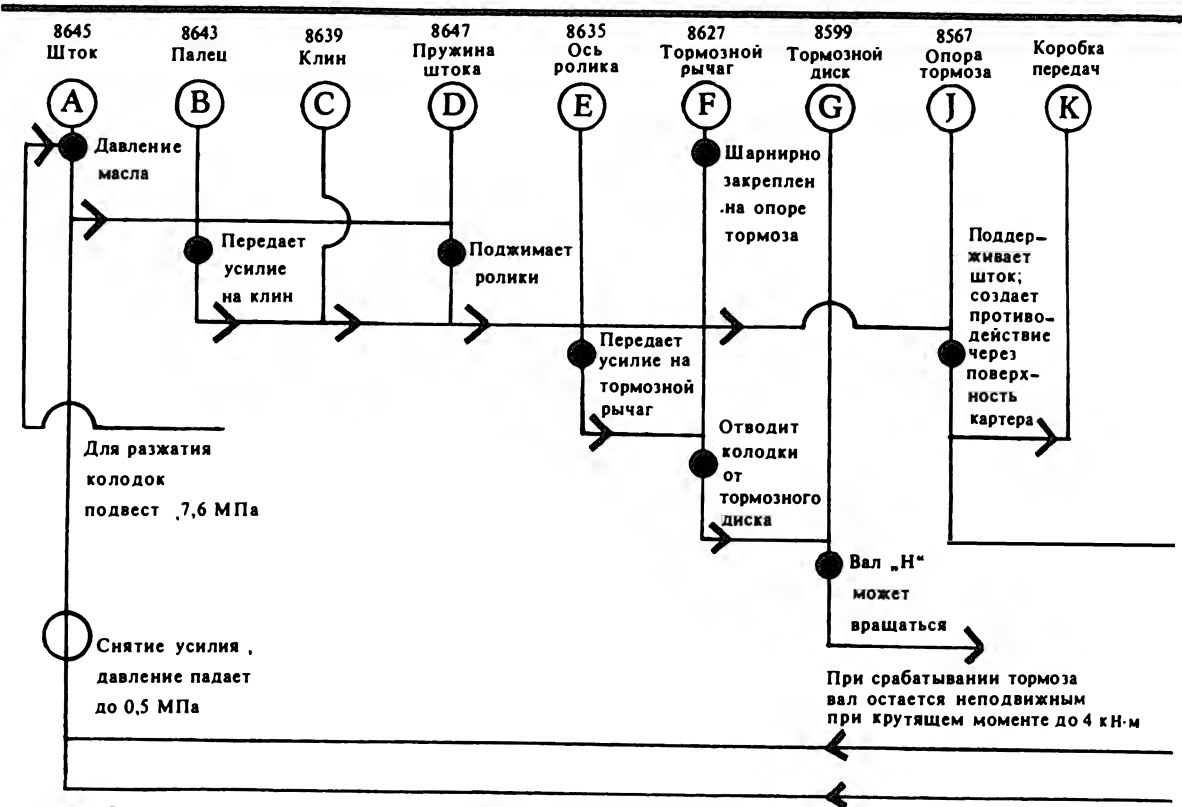 8645
Шток
A
8643
Палец
B
8639
Клин
C
8647
Пружина
штока
D
8635
Ось
ролика
E
8627
Тормозной
рычаг
F
8599
Тормозной
диск
G
8567
Опора
тормоза
J
Коробка
передач
K
Давление
масла
Шарнирно
закреплен
.на опоре
тормоза
Передает
усилие
на клин
Поджимает
ролики
Поддер-
живает
шток;
создает
противо-
действие
через
поверх-
ность
картера
Передает
усилие на
тормозной
рычаг
Для разжатия
колодок
подвест ,7,6 МПа
Отводит
колодки
от
тормозного
диска
Вал „Н“
может
вращаться
Снятие усилия ,
давление падает
до 0,5 МПа
При срабатывании тормоза
вал остается неподвижным
при крутящем моменте до 4 кН·м